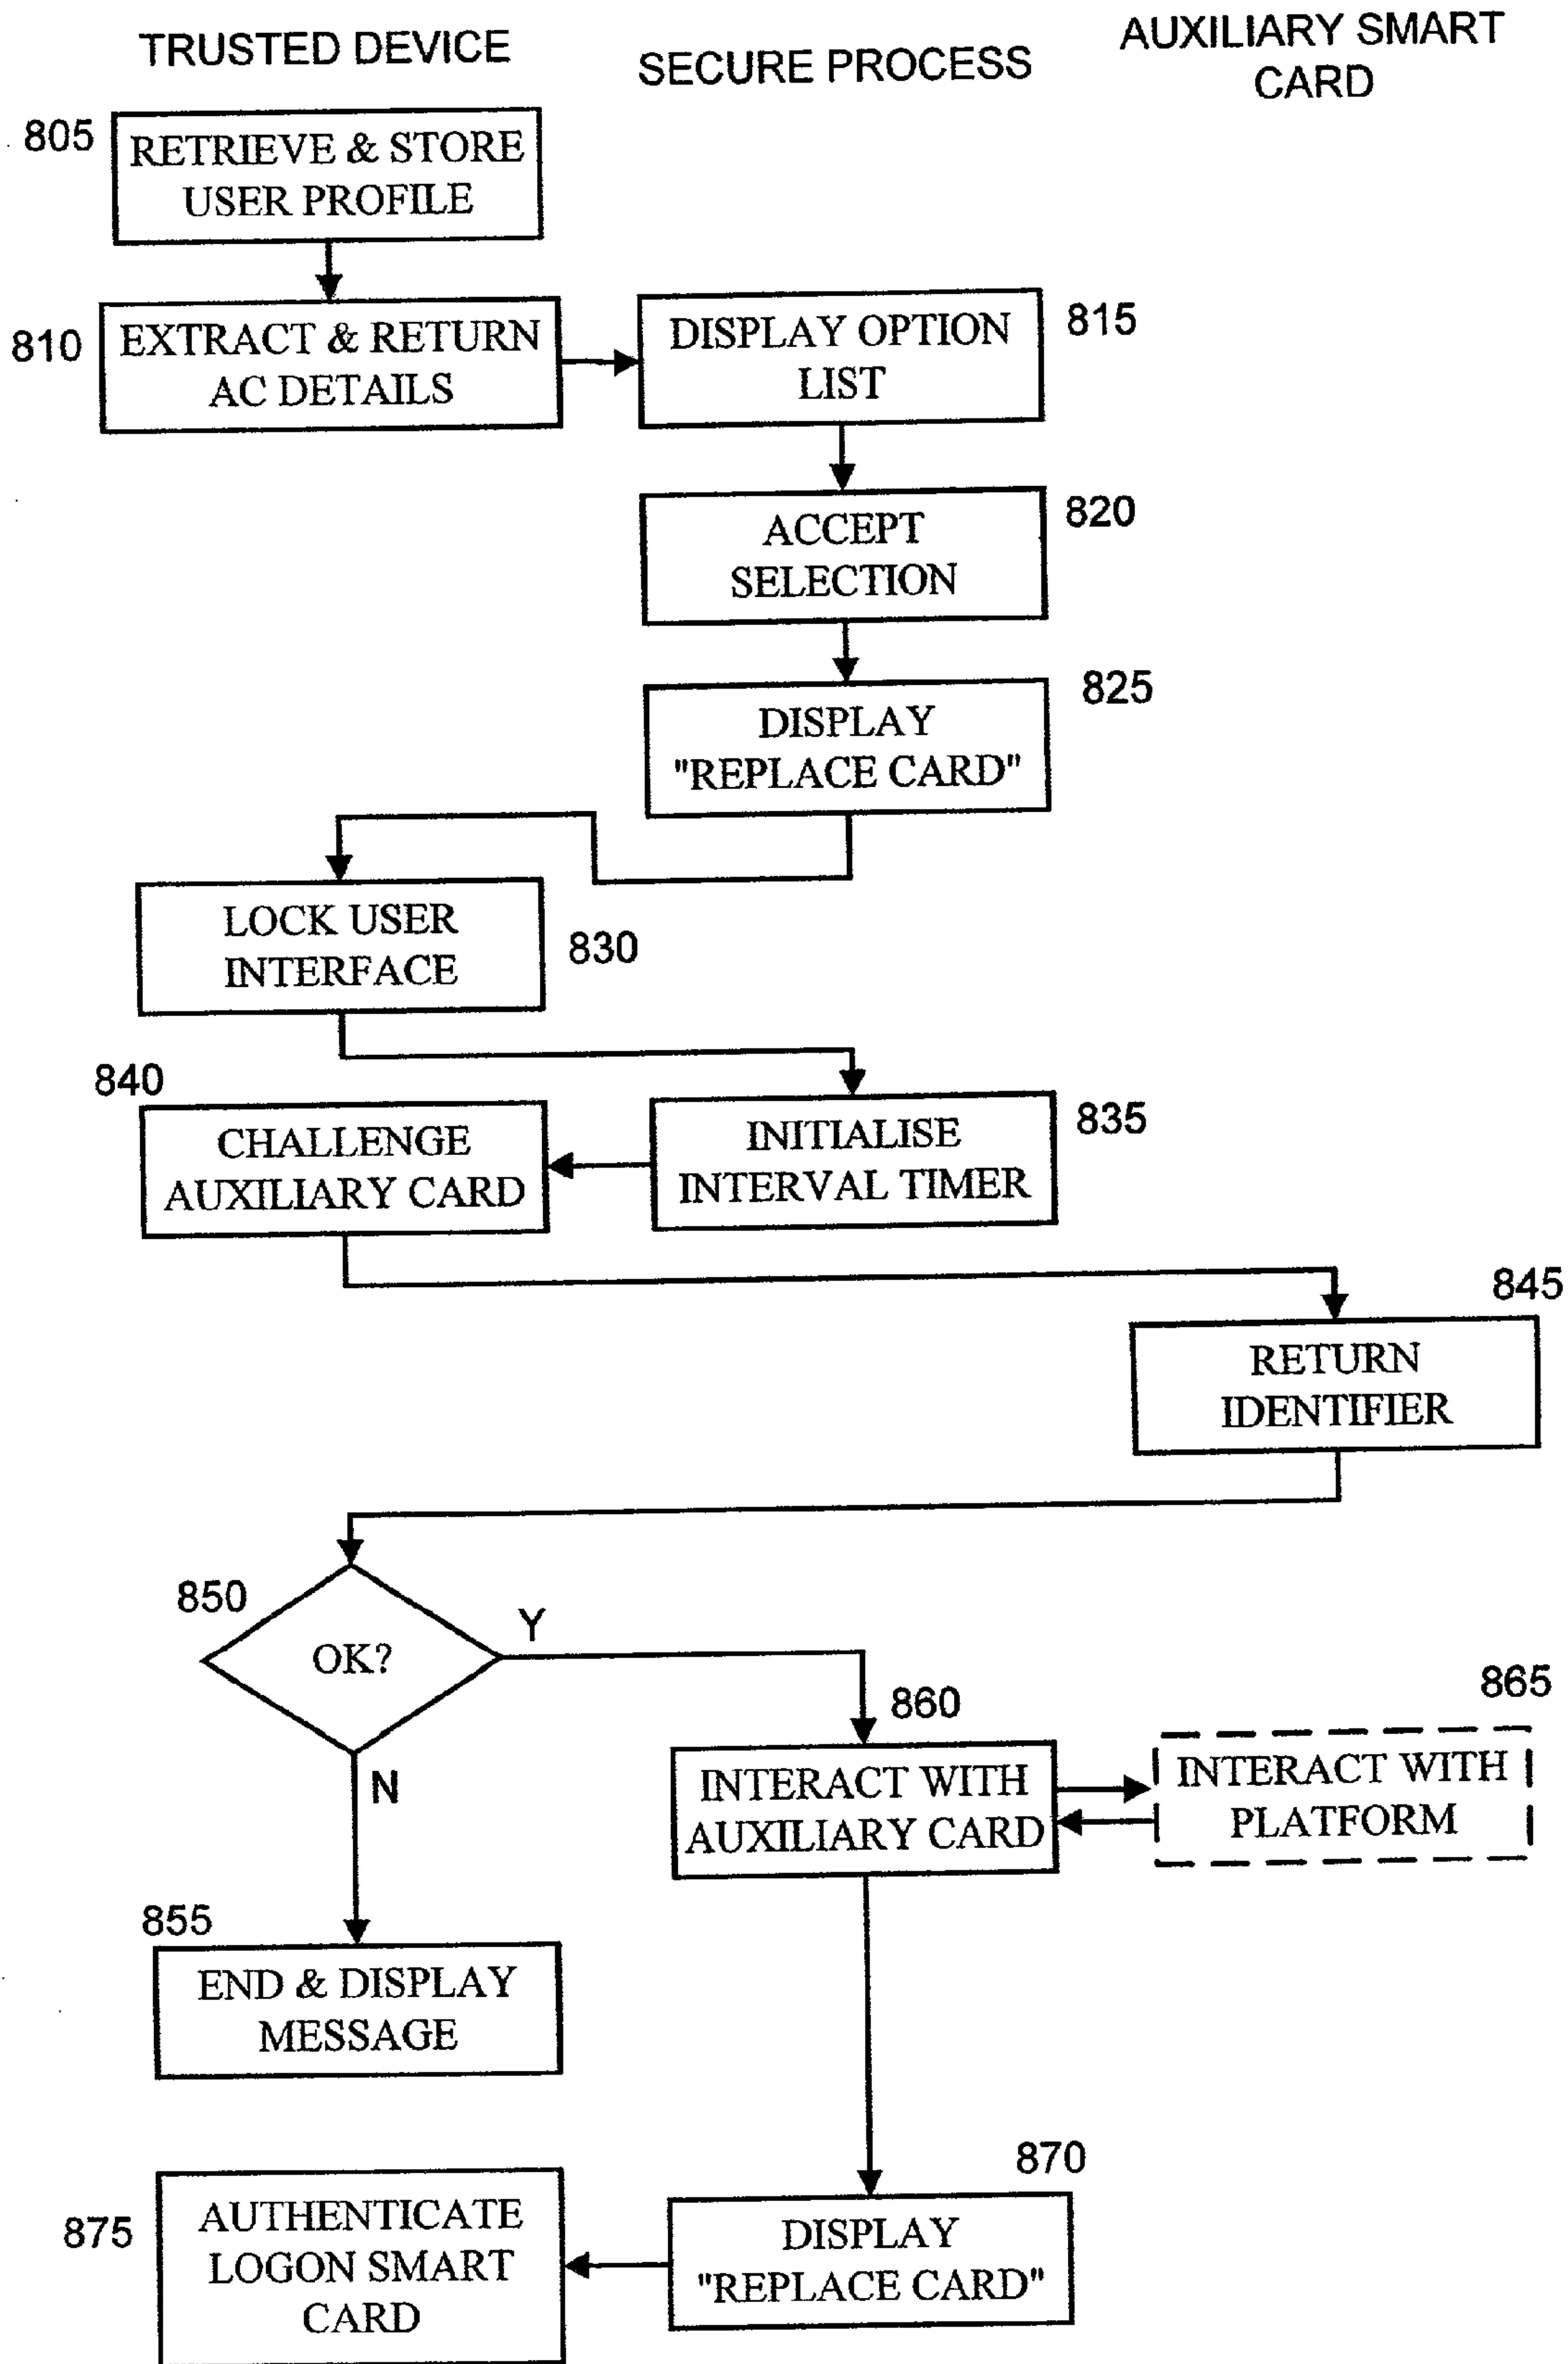 TRUSTED DEVICE
SECURE PROCESS
AUXILIARY SMART
CARD
805
RETRIEVE & STORE
USER PROFILE
810
EXTRACT & RETURN
AC DETAILS
DISPLAY OPTION
LIST
815
ACCEPT
SELECTION
820
DISPLAY
"REPLACE CARD"
825
LOCK USER
INTERFACE
830
840
CHALLENGE
AUXILIARY CARD
INITIALISE
INTERVAL TIMER
835
845
RETURN
IDENTIFIER
850
OK?
Y
N
860
INTERACT WITH
AUXILIARY CARD
865
INTERACT WITH
PLATFORM
855
END & DISPLAY
MESSAGE
870
DISPLAY
"REPLACE CARD"
875
AUTHENTICATE
LOGON SMART
CARD